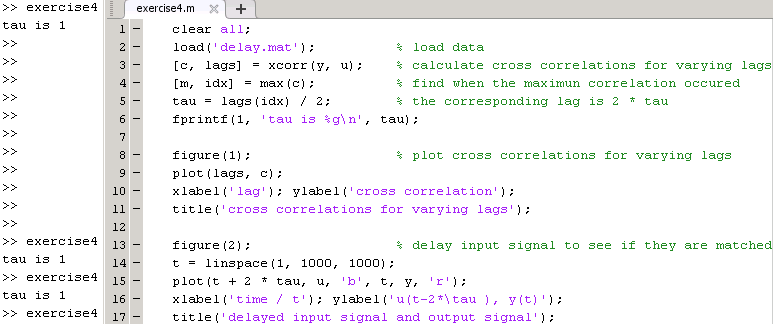 >> exercise4
tau is 1
>>
>>
>>
>>
>>
>>
>>
>>
>>
>>
>>
>> exercise4
tau is 1
>> exercise4
tau is 1
>> exercise4
exercise4.m
1 - clear all;
2 - load('delay.mat'); % load data
3 - [c, lags] = xcorr(y, u); % calculate cross correlations for varying lags
4 - [m, idx] = max(c); % find when the maximun correlation occured
5 - tau = lags(idx) / 2; % the corresponding lag is 2 * tau
6 - fprintf(1, 'tau is %g\n', tau);
7
8 - figure(1); % plot cross correlations for varying lags
9 - plot(lags, c);
10 - xlabel('lag'); ylabel('cross correlation');
11 - title('cross correlations for varying lags');
12
13 - figure(2); % delay input signal to see if they are matched
14 - t = linspace(1, 1000, 1000);
15 - plot(t + 2 * tau, u, 'b', t, y, 'r');
16 - xlabel('time / t'); ylabel('u(t-2*\tau ), y(t)');
17 - title('delayed input signal and output signal');